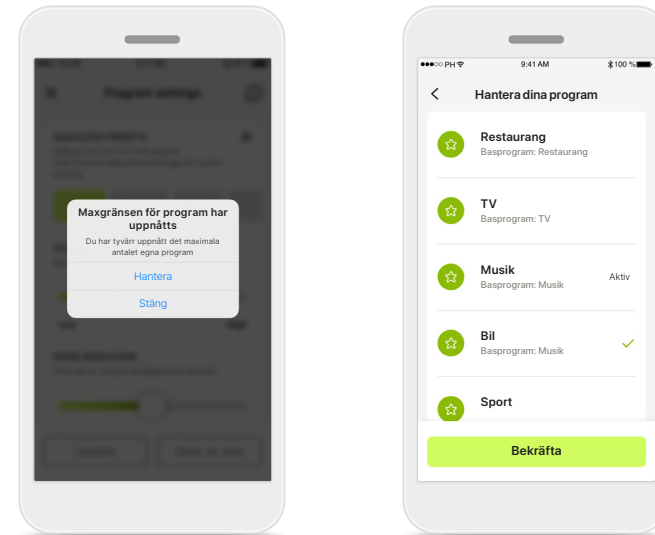 Program settings
Maxgränsen för program har
uppnåtts
Du har tyvärr uppnått det maximala
antalet egna program
Hantera
Stäng
PH
9:41 AM
100 %
Hantera dina program
Restaurang
Basprogram: Restaurang
TV
Basprogram: TV
Musik
Basprogram: Musik
Aktiv
Bil
Basprogram: Musik
Sport
Bekräfta